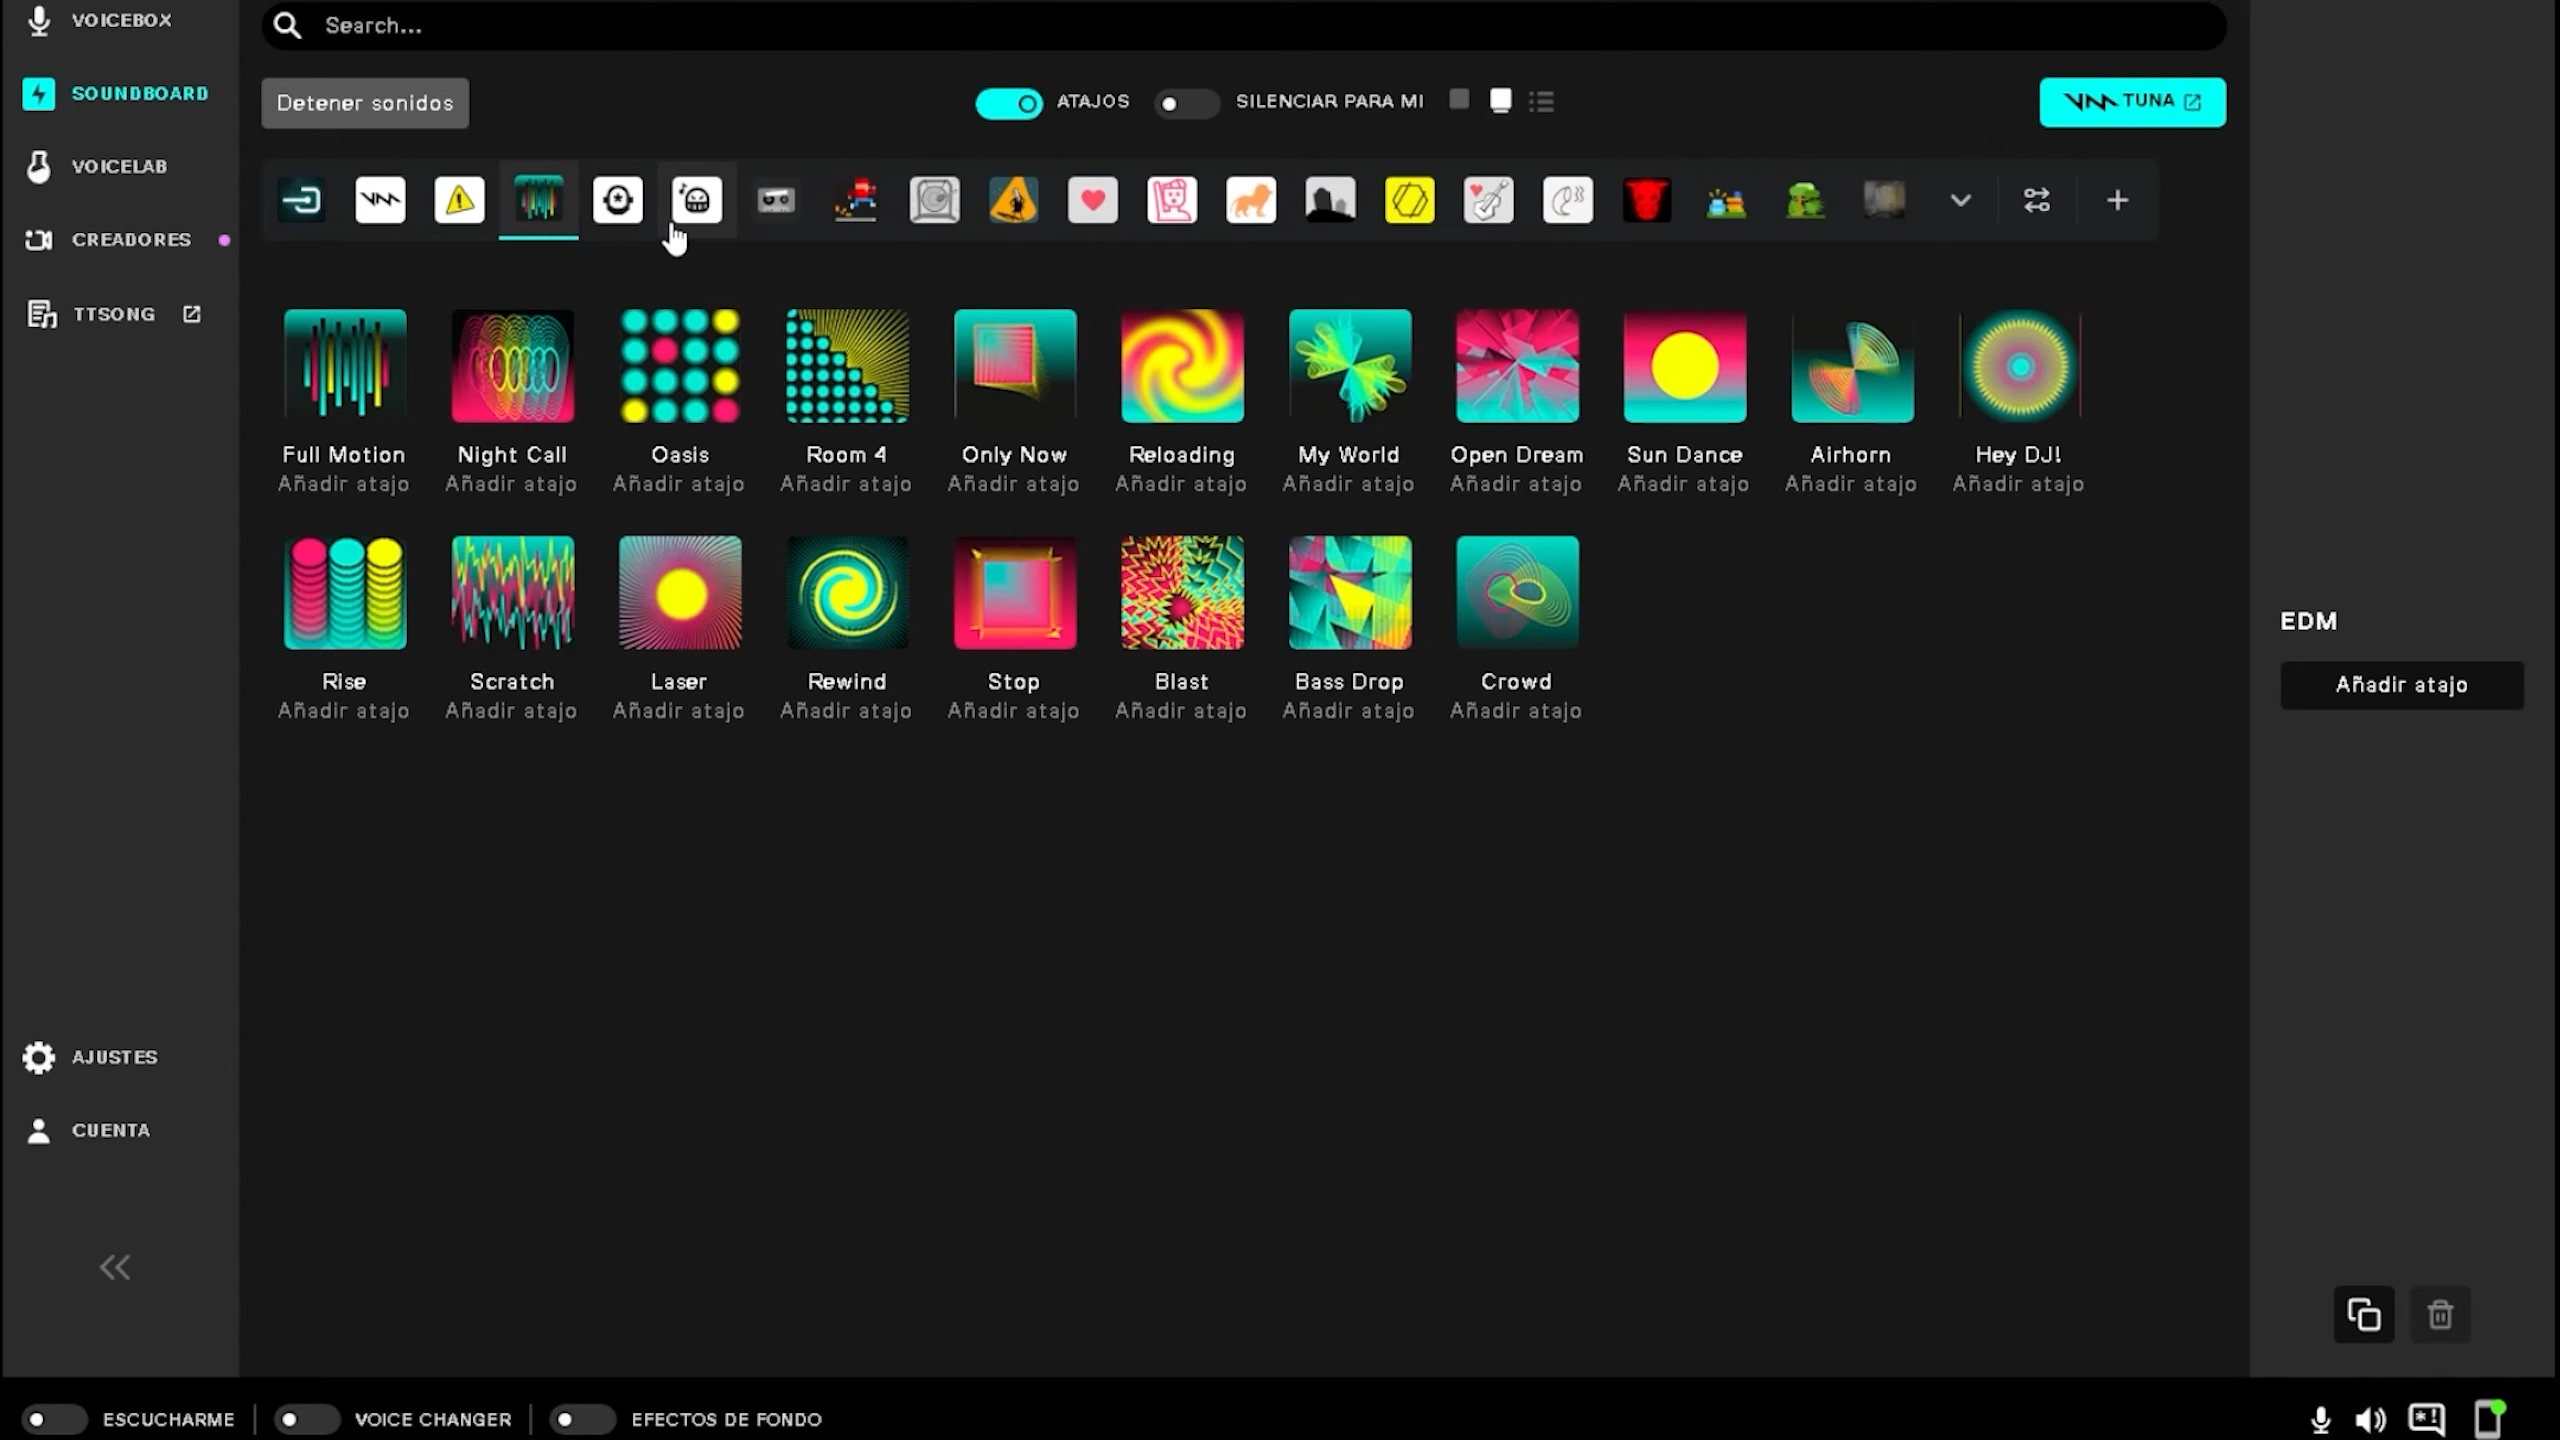 VOICEBOX
Search...
SOUNDBOARD
Detener sonidos
ATAJOS
SILENCIAR PARA MI
TUNA
VOICELAB
CREADORES
TTSONG
Full Motion
Añadir atajo
Night Call
Añadir atajo
Oasis
Añadir atajo
Room 4
Añadir atajo
Only Now
Añadir atajo
Reloading
Añadir atajo
My World
Añadir atajo
Open Dream
Añadir atajo
Sun Dance
Añadir atajo
Airhorn
Añadir atajo
Hey DJ!
Añadir atajo
Rise
Añadir atajo
Scratch
Añadir atajo
Laser
Añadir atajo
Rewind
Añadir atajo
Stop
Añadir atajo
Blast
Añadir atajo
Bass Drop
Añadir atajo
Crowd
Añadir atajo
EDM
Añadir atajo
AJUSTES
CUENTA
ESCUCHARME
VOICE CHANGER
EFECTOS DE FONDO